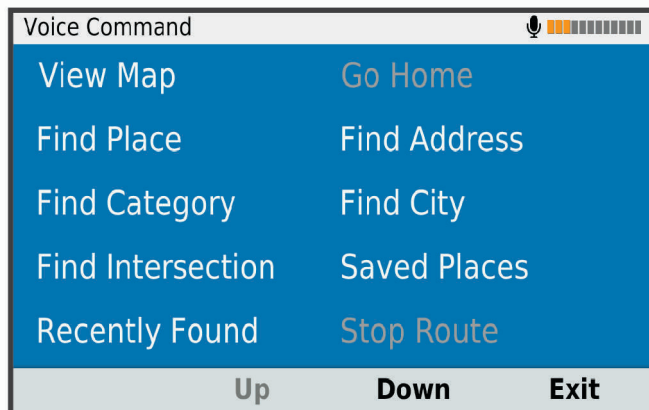 Voice Command
View Map Go Home
Find Place Find Address
Find Category Find City
Find Intersection Saved Places
Recently Found Stop Route
Up Down Exit